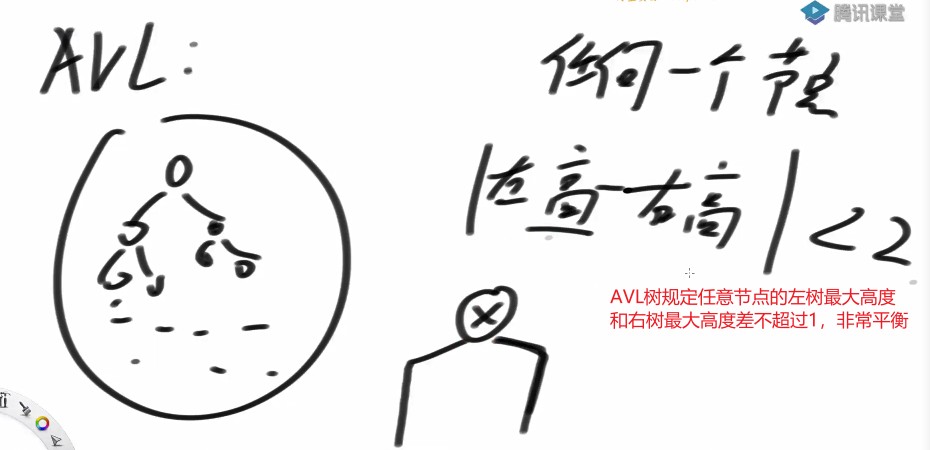 腾讯课堂
AVL:
任何一个节点
|左高-右高|<2
AVL树规定任意节点的左树最大高度
和右树最大高度差不超过1，非常平衡
X